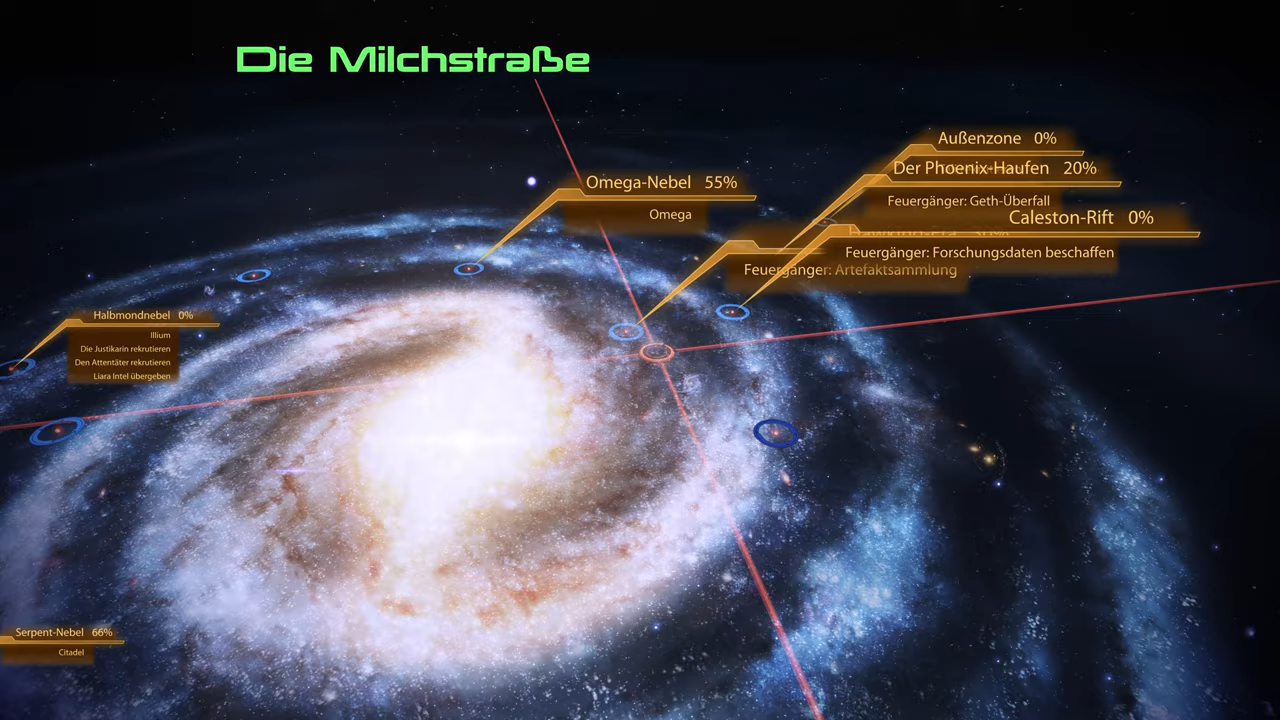 Die Milchstraße
Außenzone 0%
Der Phoenix-Haufen 20%
Feuergänger: Geth-Überfall
Omega-Nebel 55%
Omega
Caleston-Rift 0%
Feuergänger: Forschungsdaten beschaffen
Feuergänger: Artefaktsammlung
Halbmondnebel 0%
Illium
Die Justikarin rekrutieren
Den Attentäter rekrutieren
Liara Intel übergeben
Serpent-Nebel 66%
Citadel